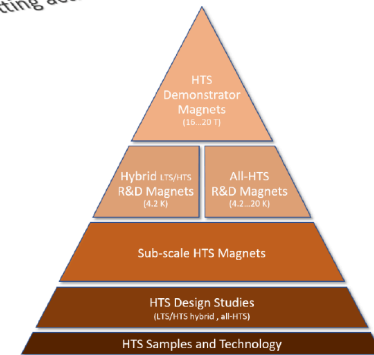 HTS
Demonstrator
Magnets
(16...20 T)
Hybrid LTS/HTS
R&D Magnets
(4.2 K)
All-HTS
R&D Magnets
(4.2...20 K)
Sub-scale HTS Magnets
HTS Design Studies
(LTS/HTS hybrid , all-HTS)
HTS Samples and Technology